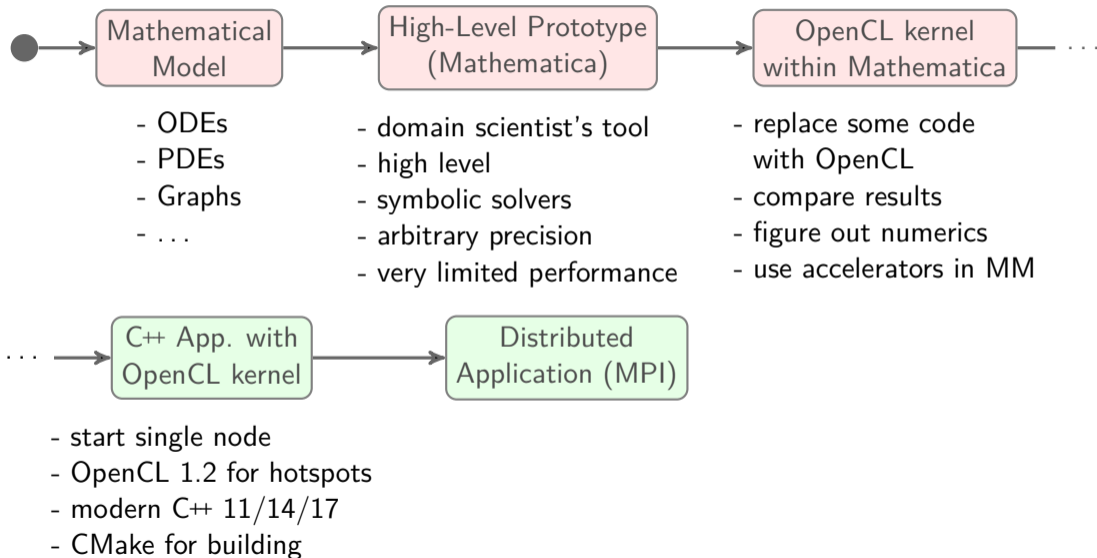 Mathematical
Model
High-Level Prototype
(Mathematica)
OpenCL kernel
within Mathematica
. . .
- ODEs
- PDEs
- Graphs
- . . .
- domain scientist's tool
- high level
- symbolic solvers
- arbitrary precision
- very limited performance
- replace some code
with OpenCL
- compare results
- figure out numerics
- use accelerators in MM
. . .
C++ App. with
OpenCL kernel
Distributed
Application (MPI)
- start single node
- OpenCL 1.2 for hotspots
- modern C++ 11/14/17
- CMake for building